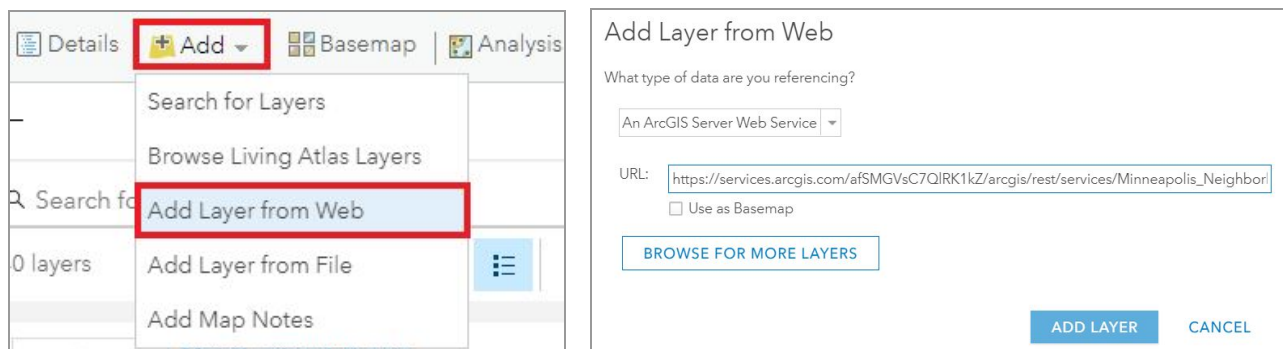 Details Add Basemap Analysis
Search for Layers
Browse Living Atlas Layers
Search
Add Layer from Web
0 layers
Add Layer from File
Add Map Notes
Add Layer from Web
What type of data are you referencing?
An ArcGIS Server Web Service
URL: https://services.arcgis.com/afSMGVsC7QlRK1kZ/arcgis/rest/services/Minneapolis_Neighbor
Use as Basemap
BROWSE FOR MORE LAYERS
ADD LAYER CANCEL